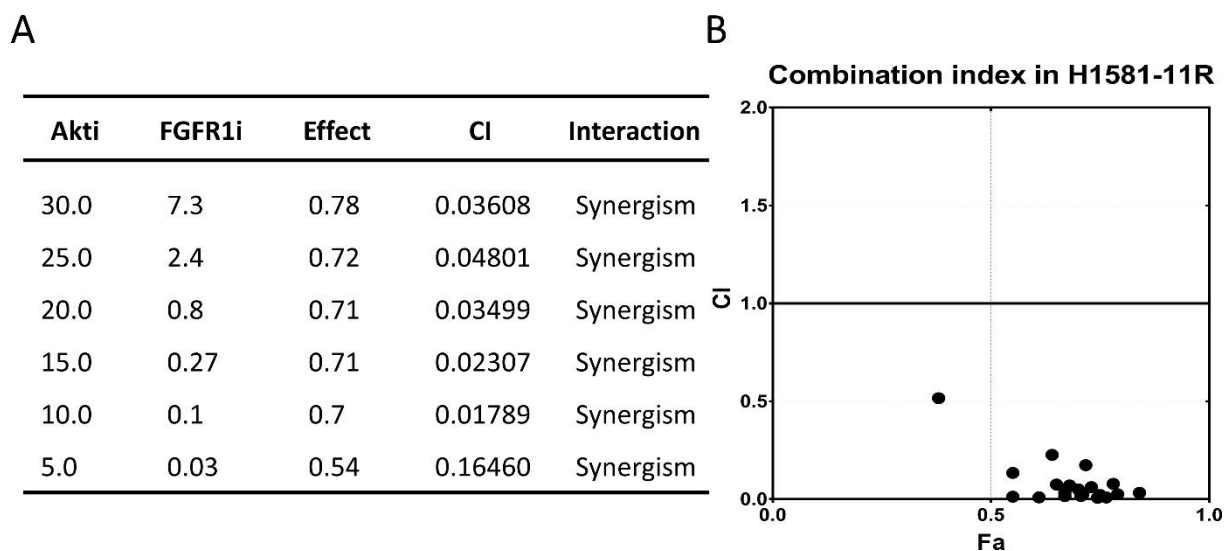 A
Akti FGFR1i Effect CI Interaction
30.0 7.3 0.78 0.03608 Synergism
25.0 2.4 0.72 0.04801 Synergism
20.0 0.8 0.71 0.03499 Synergism
15.0 0.27 0.71 0.02307 Synergism
10.0 0.1 0.7 0.01789 Synergism
5.0 0.03 0.54 0.16460 Synergism
B
Combination index in H1581-11R
2.0
1.5
1.0
0.5
0.0
CI
0.0 0.5 1.0
Fa